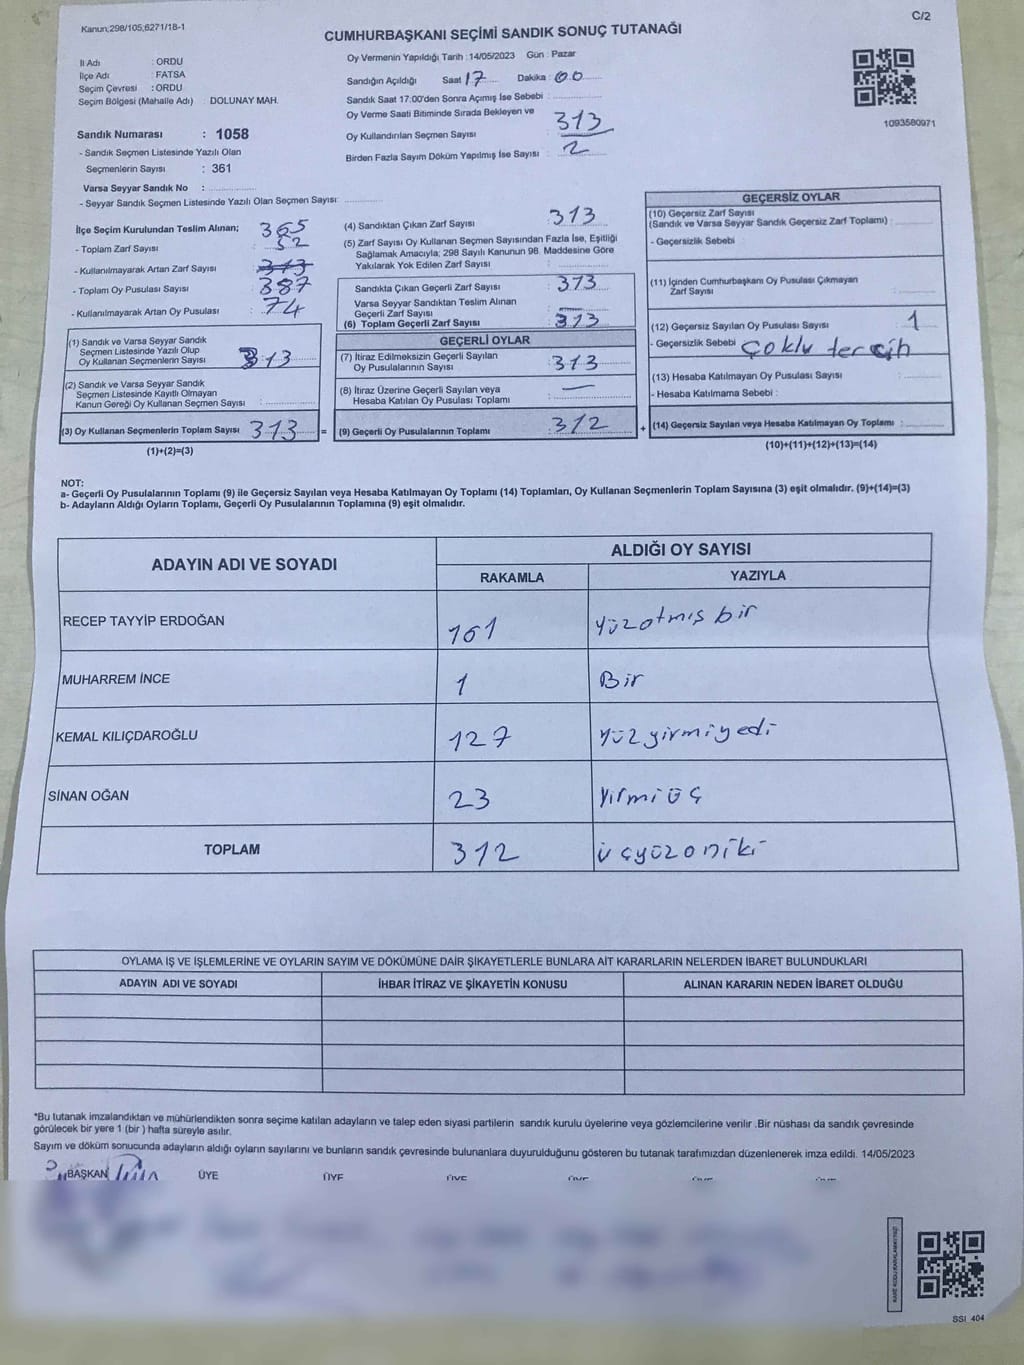 Kanun;298/105;6271/18-1
C/2
CUMHURBAŞKANI SEÇİMİ SANDIK SONUÇ TUTANAĞI
İl Adı : ORDU
İlçe Adı : FATSA
Seçim Çevresi : ORDU
Seçim Bölgesi (Mahalle Adı) : DOLUNAY MAH.
Sandık Numarası : 1058
- Sandık Seçmen Listesinde Yazılı Olan
Seçmenlerin Sayısı : 361
Varsa Seyyar Sandık No :
- Seyyar Sandık Seçmen Listesinde Yazılı Olan Seçmen Sayısı:
Oy Vermenin Yapıldığı Tarih :14/05/2023 Gün : Pazar
Sandığın Açıldığı Saat 17 Dakika : 00
Sandık Saat 17:00'den Sonra Açımış İse Sebebi :
Oy Verme Saati Bitiminde Sırada Bekleyen ve
Oy Kullandırılan Seçmen Sayısı : 313
Birden Fazla Sayım Döküm Yapılmış İse Sayısı : 2
1093580971
İlçe Seçim Kurulundan Teslim Alınan;
- Toplam Zarf Sayısı : 365
- Kullanılmayarak Artan Zarf Sayısı : 52
313
- Toplam Oy Pusulası Sayısı : 387
- Kullanılmayarak Artan Oy Pusulası : 74
(1) Sandık ve Varsa Seyyar Sandık
Seçmen Listesinde Yazılı Olup
Oy Kullanan Seçmenlerin Sayısı : 313
(2) Sandık ve Varsa Seyyar Sandık
Seçmen Listesinde Kayıtlı Olmayan
Kanun Gereği Oy Kullanan Seçmen Sayısı :
(3) Oy Kullanan Seçmenlerin Toplam Sayısı 313 =
(1)+(2)=(3)
(4) Sandıktan Çıkan Zarf Sayısı : 313
(5) Zarf Sayısı Oy Kullanan Seçmen Sayısından Fazla İse, Eşitliği
Sağlamak Amacıyla; 298 Sayılı Kanunun 98. Maddesine Göre
Yakılarak Yok Edilen Zarf Sayısı :
Sandıkta Çıkan Geçerli Zarf Sayısı : 313
Varsa Seyyar Sandıktan Teslim Alınan
Geçerli Zarf Sayısı :
(6) Toplam Geçerli Zarf Sayısı : 313
GEÇERLİ OYLAR
(7) İtiraz Edilmeksizin Geçerli Sayılan
Oy Pusulalarının Sayısı : 313
(8) İtiraz Üzerine Geçerli Sayılan veya
Hesaba Katılan Oy Pusulası Toplamı : —
(9) Geçerli Oy Pusulalarının Toplamı : 312 +
GEÇERSİZ OYLAR
(10) Geçersiz Zarf Sayısı
(Sandık ve Varsa Seyyar Sandık Geçersiz Zarf Toplamı) :
- Geçersizlik Sebebi :
(11) İçinden Cumhurbaşkanı Oy Pusulası Çıkmayan
Zarf Sayısı :
(12) Geçersiz Sayılan Oy Pusulası Sayısı : 1
- Geçersizlik Sebebi : Çoklu tercih
(13) Hesaba Katılmayan Oy Pusulası Sayısı :
- Hesaba Katılmama Sebebi :
(14) Geçersiz Sayılan veya Hesaba Katılmayan Oy Toplamı :
(10)+(11)+(12)+(13)=(14)
NOT:
a- Geçerli Oy Pusulalarının Toplamı (9) ile Geçersiz Sayılan veya Hesaba Katılmayan Oy Toplamı (14) Toplamları, Oy Kullanan Seçmenlerin Toplam Sayısına (3) eşit olmalıdır. (9)+(14)=(3)
b- Adayların Aldığı Oyların Toplamı, Geçerli Oy Pusulalarının Toplamına (9) eşit olmalıdır.
ADAYIN ADI VE SOYADI ALDIĞI OY SAYISI
RAKAMLA YAZIYLA
RECEP TAYYİP ERDOĞAN 161 Yüzotmış bir
MUHARREM İNCE 1 Bir
KEMAL KILIÇDAROĞLU 127 Yüzyirmiyedi
SİNAN OĞAN 23 Yirmi üç
TOPLAM 312 üçyüzoniki
OYLAMA İŞ VE İŞLEMLERİNE VE OYLARIN SAYIM VE DÖKÜMÜNE DAİR ŞİKAYETLERLE BUNLARA AİT KARARLARIN NELERDEN İBARET BULUNDUKLARI
ADAYIN ADI VE SOYADI İHBAR İTİRAZ VE ŞİKAYETİN KONUSU ALINAN KARARIN NEDEN İBARET OLDUĞU
*Bu tutanak imzalandıktan ve mühürlendikten sonra seçime katılan adayların ve talep eden siyasi partilerin sandık kurulu üyelerine veya gözlemcilerine verilir .Bir nüshası da sandık çevresinde
görülecek bir yere 1 (bir ) hafta süreyle asılır.
Sayım ve döküm sonucunda adayların aldığı oyların sayılarını ve bunların sandık çevresinde bulunanlara duyurulduğunu gösteren bu tutanak tarafımızdan düzenlenerek imza edildi. 14/05/2023
BAŞKAN ÜYE ÜYE ÜYE
SSI_404